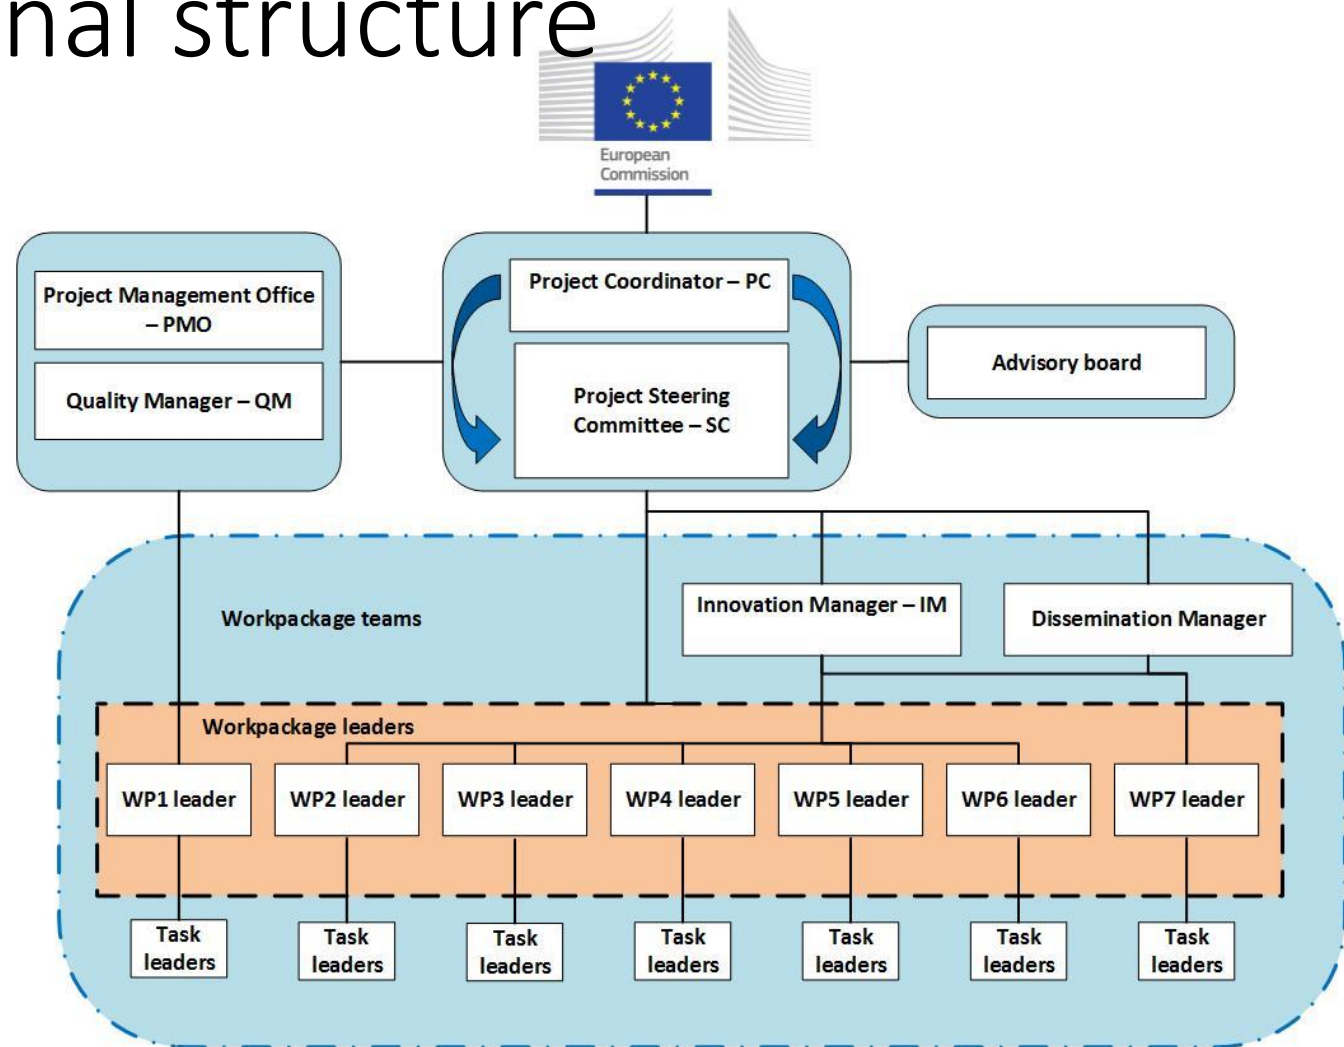 nal structure
European
Commission
Project Management Office
– PMO
Quality Manager – QM
Project Coordinator – PC
Project Steering
Committee – SC
Advisory board
Workpackage teams
Innovation Manager – IM
Dissemination Manager
Workpackage leaders
WP1 leader
WP2 leader
WP3 leader
WP4 leader
WP5 leader
WP6 leader
WP7 leader
Task
leaders
Task
leaders
Task
leaders
Task
leaders
Task
leaders
Task
leaders
Task
leaders